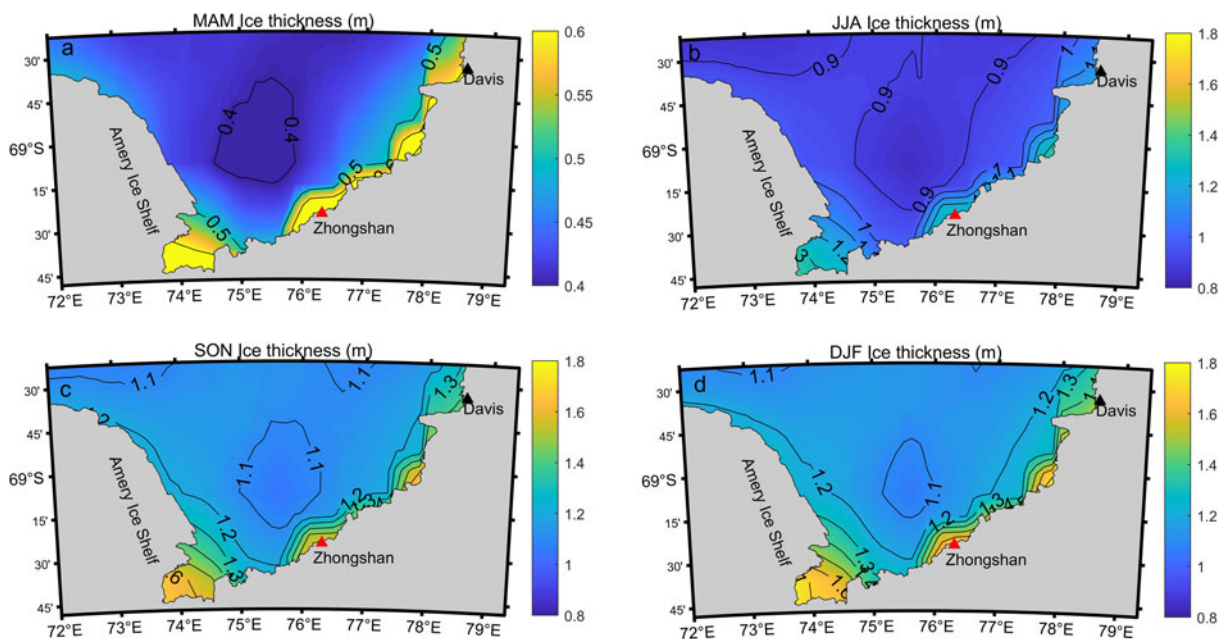 MAM Ice thickness (m)
a
30'
45'
69°S
15'
30'
45'
72°E
73°E
74°E
75°E
76°E
77°E
78°E
79°E
Amery Ice Shelf
Zhongshan
Davis
0.4
0.4
0.5
0.5
0.5
0.6
0.55
0.5
0.45
0.4
JJA Ice thickness (m)
b
30'
45'
69°S
15'
30'
45'
72°E
73°E
74°E
75°E
76°E
77°E
78°E
79°E
Amery Ice Shelf
Zhongshan
Davis
0.9
0.9
0.9
0.9
1
1
1.2
1.8
1.6
1.4
1.2
1
0.8
SON Ice thickness (m)
c
30'
45'
69°S
15'
30'
45'
72°E
73°E
74°E
75°E
76°E
77°E
78°E
79°E
Amery Ice Shelf
Zhongshan
Davis
1.1
1.1
1.1
1.1
1.2
1.2
1.3
1.3
1.8
1.6
1.4
1.2
1
0.8
DJF Ice thickness (m)
d
30'
45'
69°S
15'
30'
45'
72°E
73°E
74°E
75°E
76°E
77°E
78°E
79°E
Amery Ice Shelf
Zhongshan
Davis
1.1
1.1
1.2
1.2
1.2
1.3
1.3
1.3
1.8
1.6
1.4
1.2
1
0.8